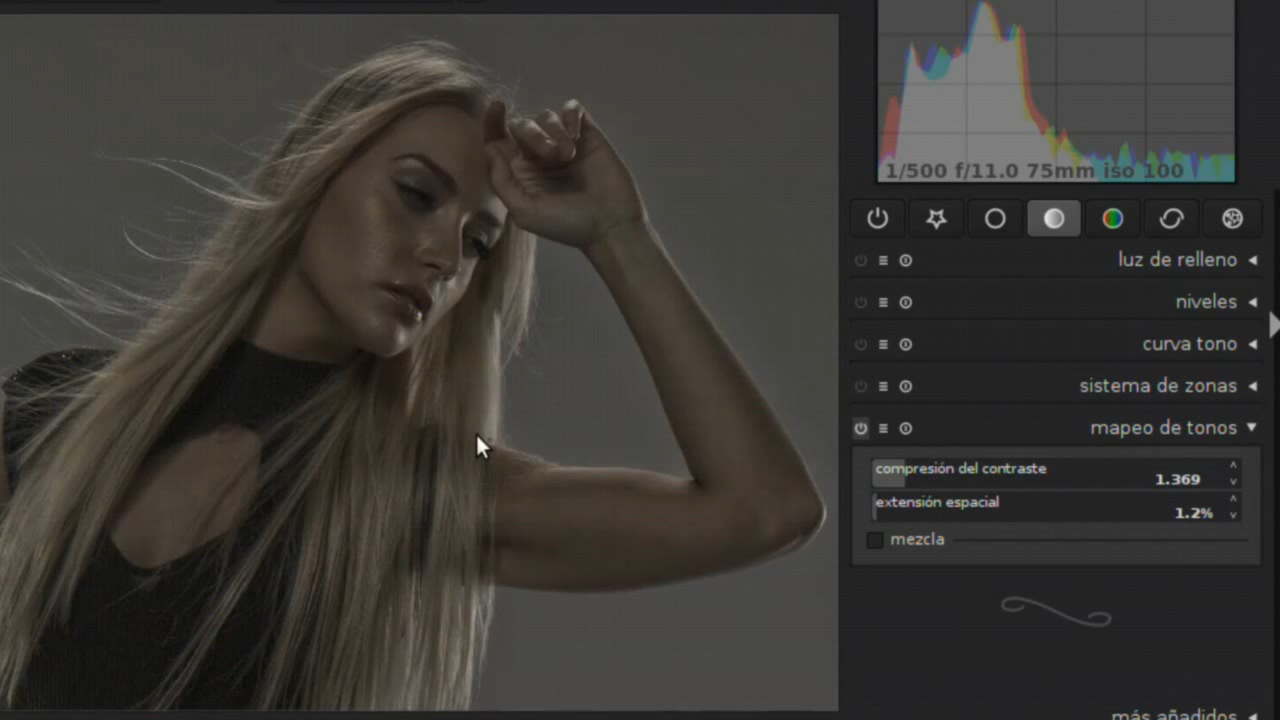 1/500 f/11.0 75mm iso 100
luz de relleno
niveles
curva tono
sistema de zonas
mapeo de tonos
compresión del contraste
1.369
extensión espacial
1.2%
mezcla
más añadidos